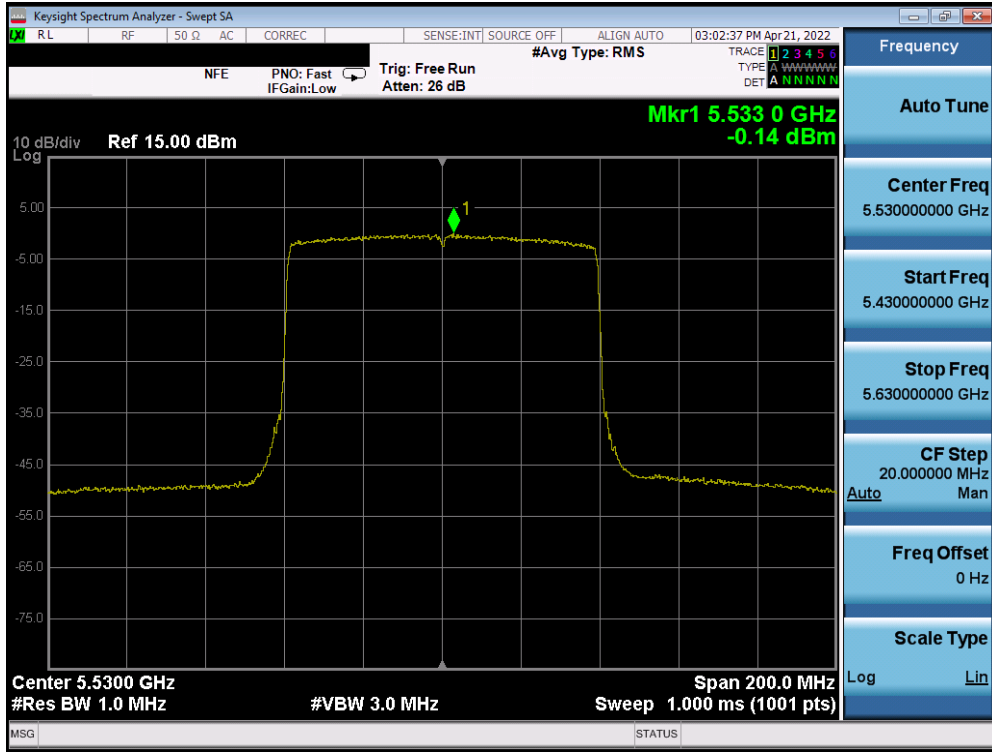 Keysight Spectrum Analyzer - Swept SA
LXI RL RF 50 Ω AC CORREC SENSE:INT SOURCE OFF ALIGN AUTO 03:02:37 PM Apr 21, 2022
#Avg Type: RMS
TRACE 1 2 3 4 5 6
TYPE A WWWWW
DET A N N N N N
NFE PNO: Fast Trig: Free Run
IFGain:Low Atten: 26 dB
Mkr1 5.533 0 GHz
-0.14 dBm
10 dB/div Ref 15.00 dBm
Log
1
5.00
-5.00
-15.0
-25.0
-35.0
-45.0
-55.0
-65.0
-75.0
Center 5.5300 GHz Span 200.0 MHz
#Res BW 1.0 MHz #VBW 3.0 MHz Sweep 1.000 ms (1001 pts)
MSG STATUS
Frequency
Auto Tune
Center Freq
5.530000000 GHz
Start Freq
5.430000000 GHz
Stop Freq
5.630000000 GHz
CF Step
20.000000 MHz
Auto Man
Freq Offset
0 Hz
Scale Type
Log Lin